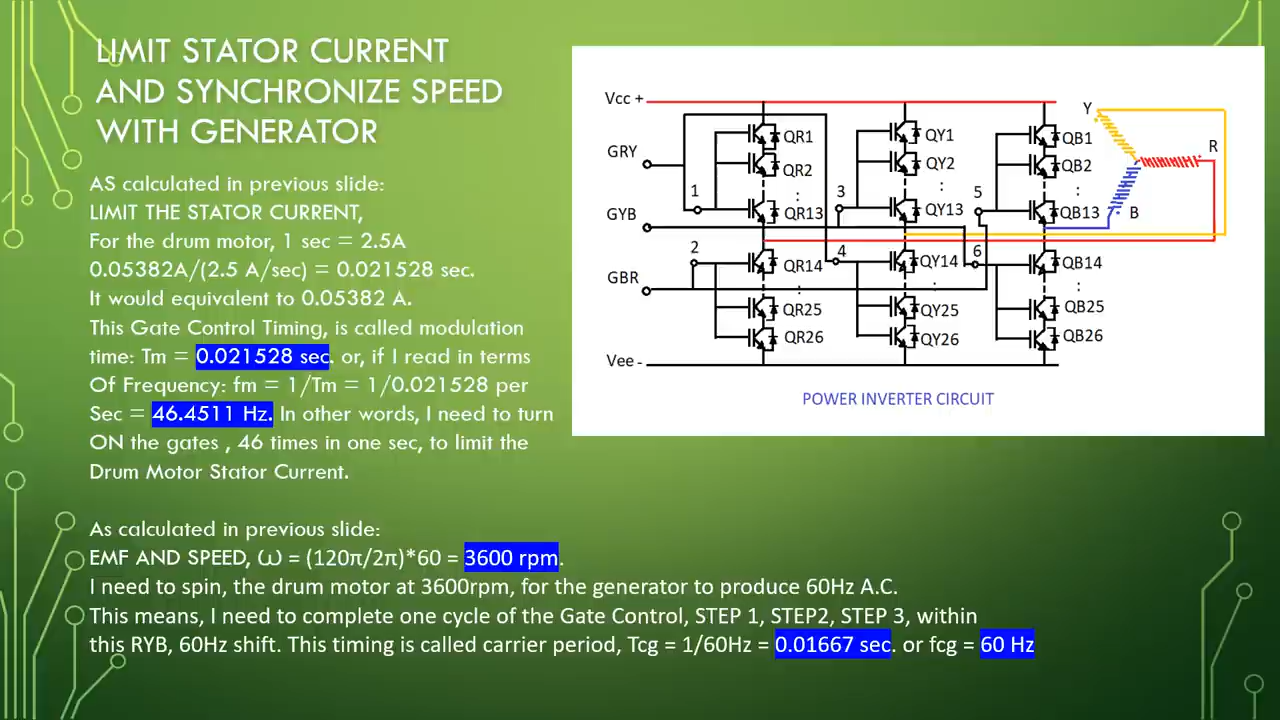 LIMIT STATOR CURRENT
AND SYNCHRONIZE SPEED
WITH GENERATOR
AS calculated in previous slide:
LIMIT THE STATOR CURRENT,
For the drum motor, 1 sec = 2.5A
0.05382A/(2.5 A/sec) = 0.021528 sec.
It would equivalent to 0.05382 A.
This Gate Control Timing, is called modulation
time: Tm = 0.021528 sec. or, if I read in terms
Of Frequency: fm = 1/Tm = 1/0.021528 per
Sec = 46.4511 Hz. In other words, I need to turn
ON the gates , 46 times in one sec, to limit the
Drum Motor Stator Current.
As calculated in previous slide:
EMF AND SPEED, ω = (120π/2π)*60 = 3600 rpm.
I need to spin, the drum motor at 3600rpm, for the generator to produce 60Hz A.C.
This means, I need to complete one cycle of the Gate Control, STEP 1, STEP2, STEP 3, within
this RYB, 60Hz shift. This timing is called carrier period, Tcg = 1/60Hz = 0.01667 sec. or fcg = 60 Hz
Vcc +
Y
QR1
QY1
QB1
R
GRY
QR2
QY2
QB2
:
:
:
1
3
5
GYB
QR13
QY13
QB13
B
2
4
6
QR14
QY14
QB14
GBR
:
:
:
QR25
QY25
QB25
QR26
QY26
QB26
Vee -
POWER INVERTER CIRCUIT